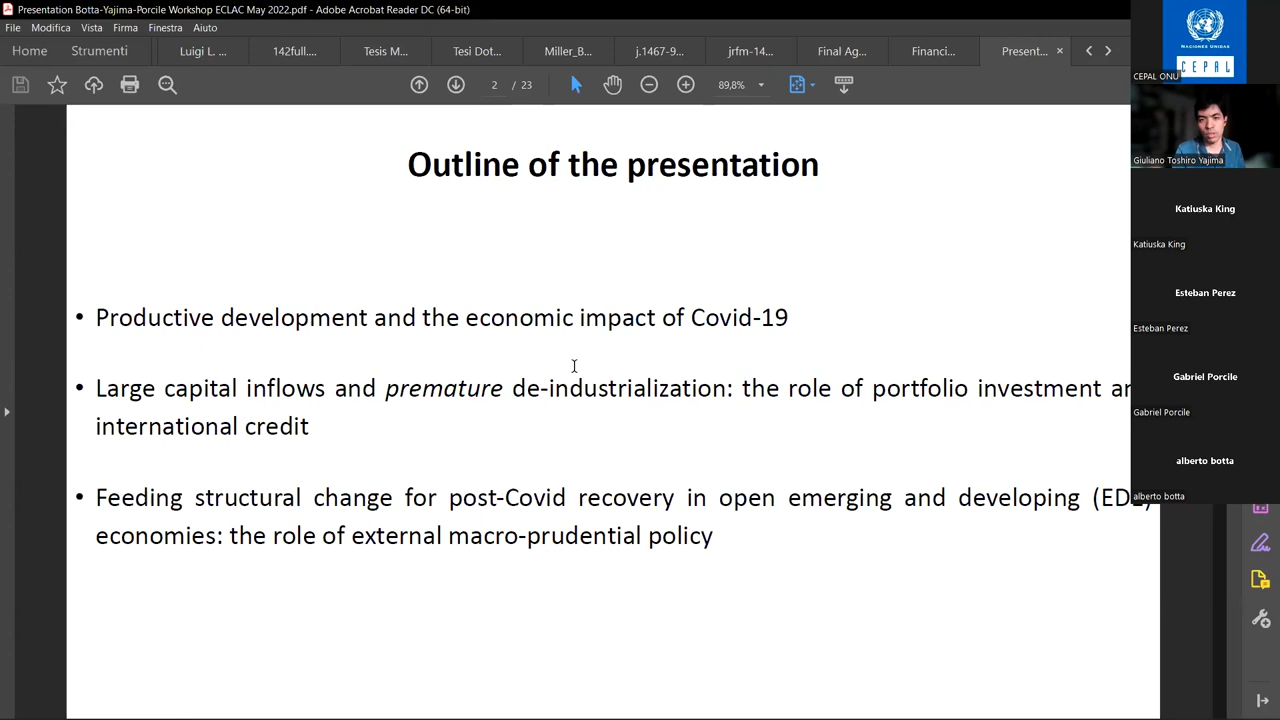 Presentation Botta-Yajima-Porcile Workshop ECLAC May 2022.pdf - Adobe Acrobat Reader DC (64-bit)
File Modifica Vista Firma Finestra Aiuto
Home Strumenti Luigi L. ... 142full.... Tesis M... Tesi Dot... Miller_B... j.1467-9... jrfm-14... Final Ag... Financi... Present... ×
2 / 23 89,8%
Outline of the presentation
• Productive development and the economic impact of Covid-19
• Large capital inflows and premature de-industrialization: the role of portfolio investment
international credit
• Feeding structural change for post-Covid recovery in open emerging and developing
economies: the role of external macro-prudential policy
NACIONES UNIDAS
CEPAL
CEPAL ONU
Giuliano Toshiro Yajima
Katiuska King
Katiuska King
Esteban Perez
Esteban Perez
Gabriel Porcile
Gabriel Porcile
alberto botta
alberto botta